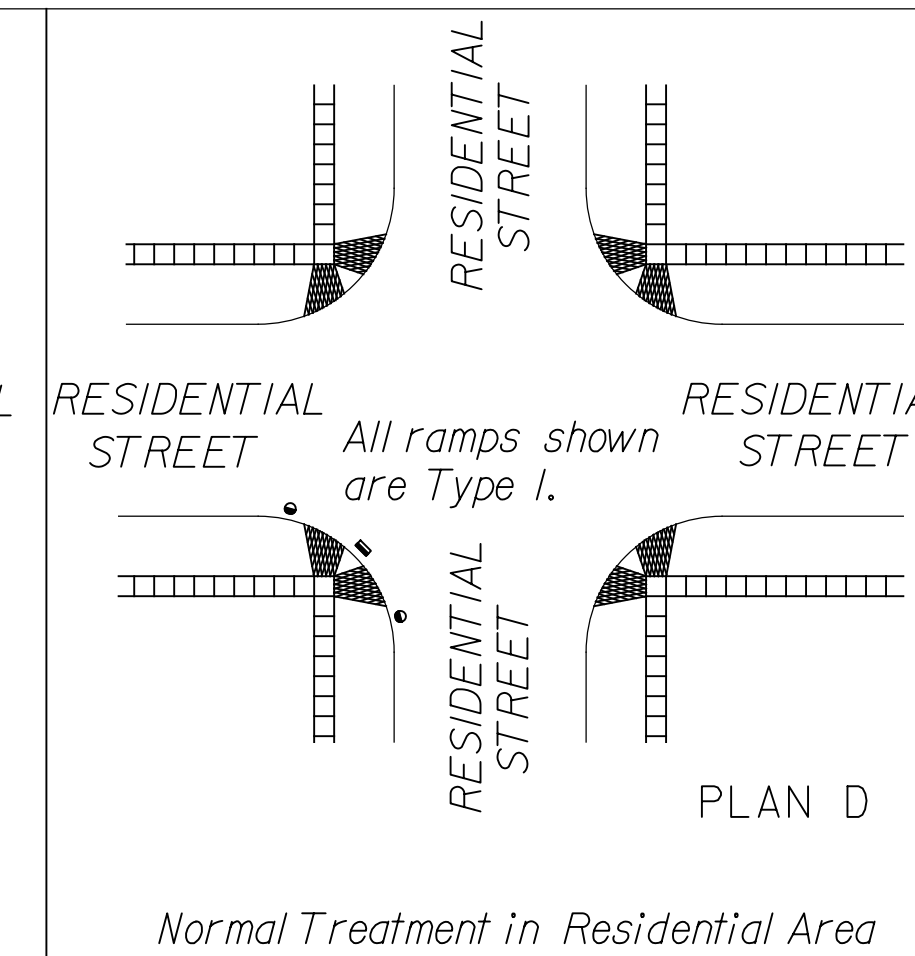 RESIDENTIAL
STREET
RESIDENTIAL
STREET
RESIDENTIA
STREET
All ramps shown
are Type I.
RESIDENTIAL
STREET
PLAN D
Normal Treatment in Residential Area